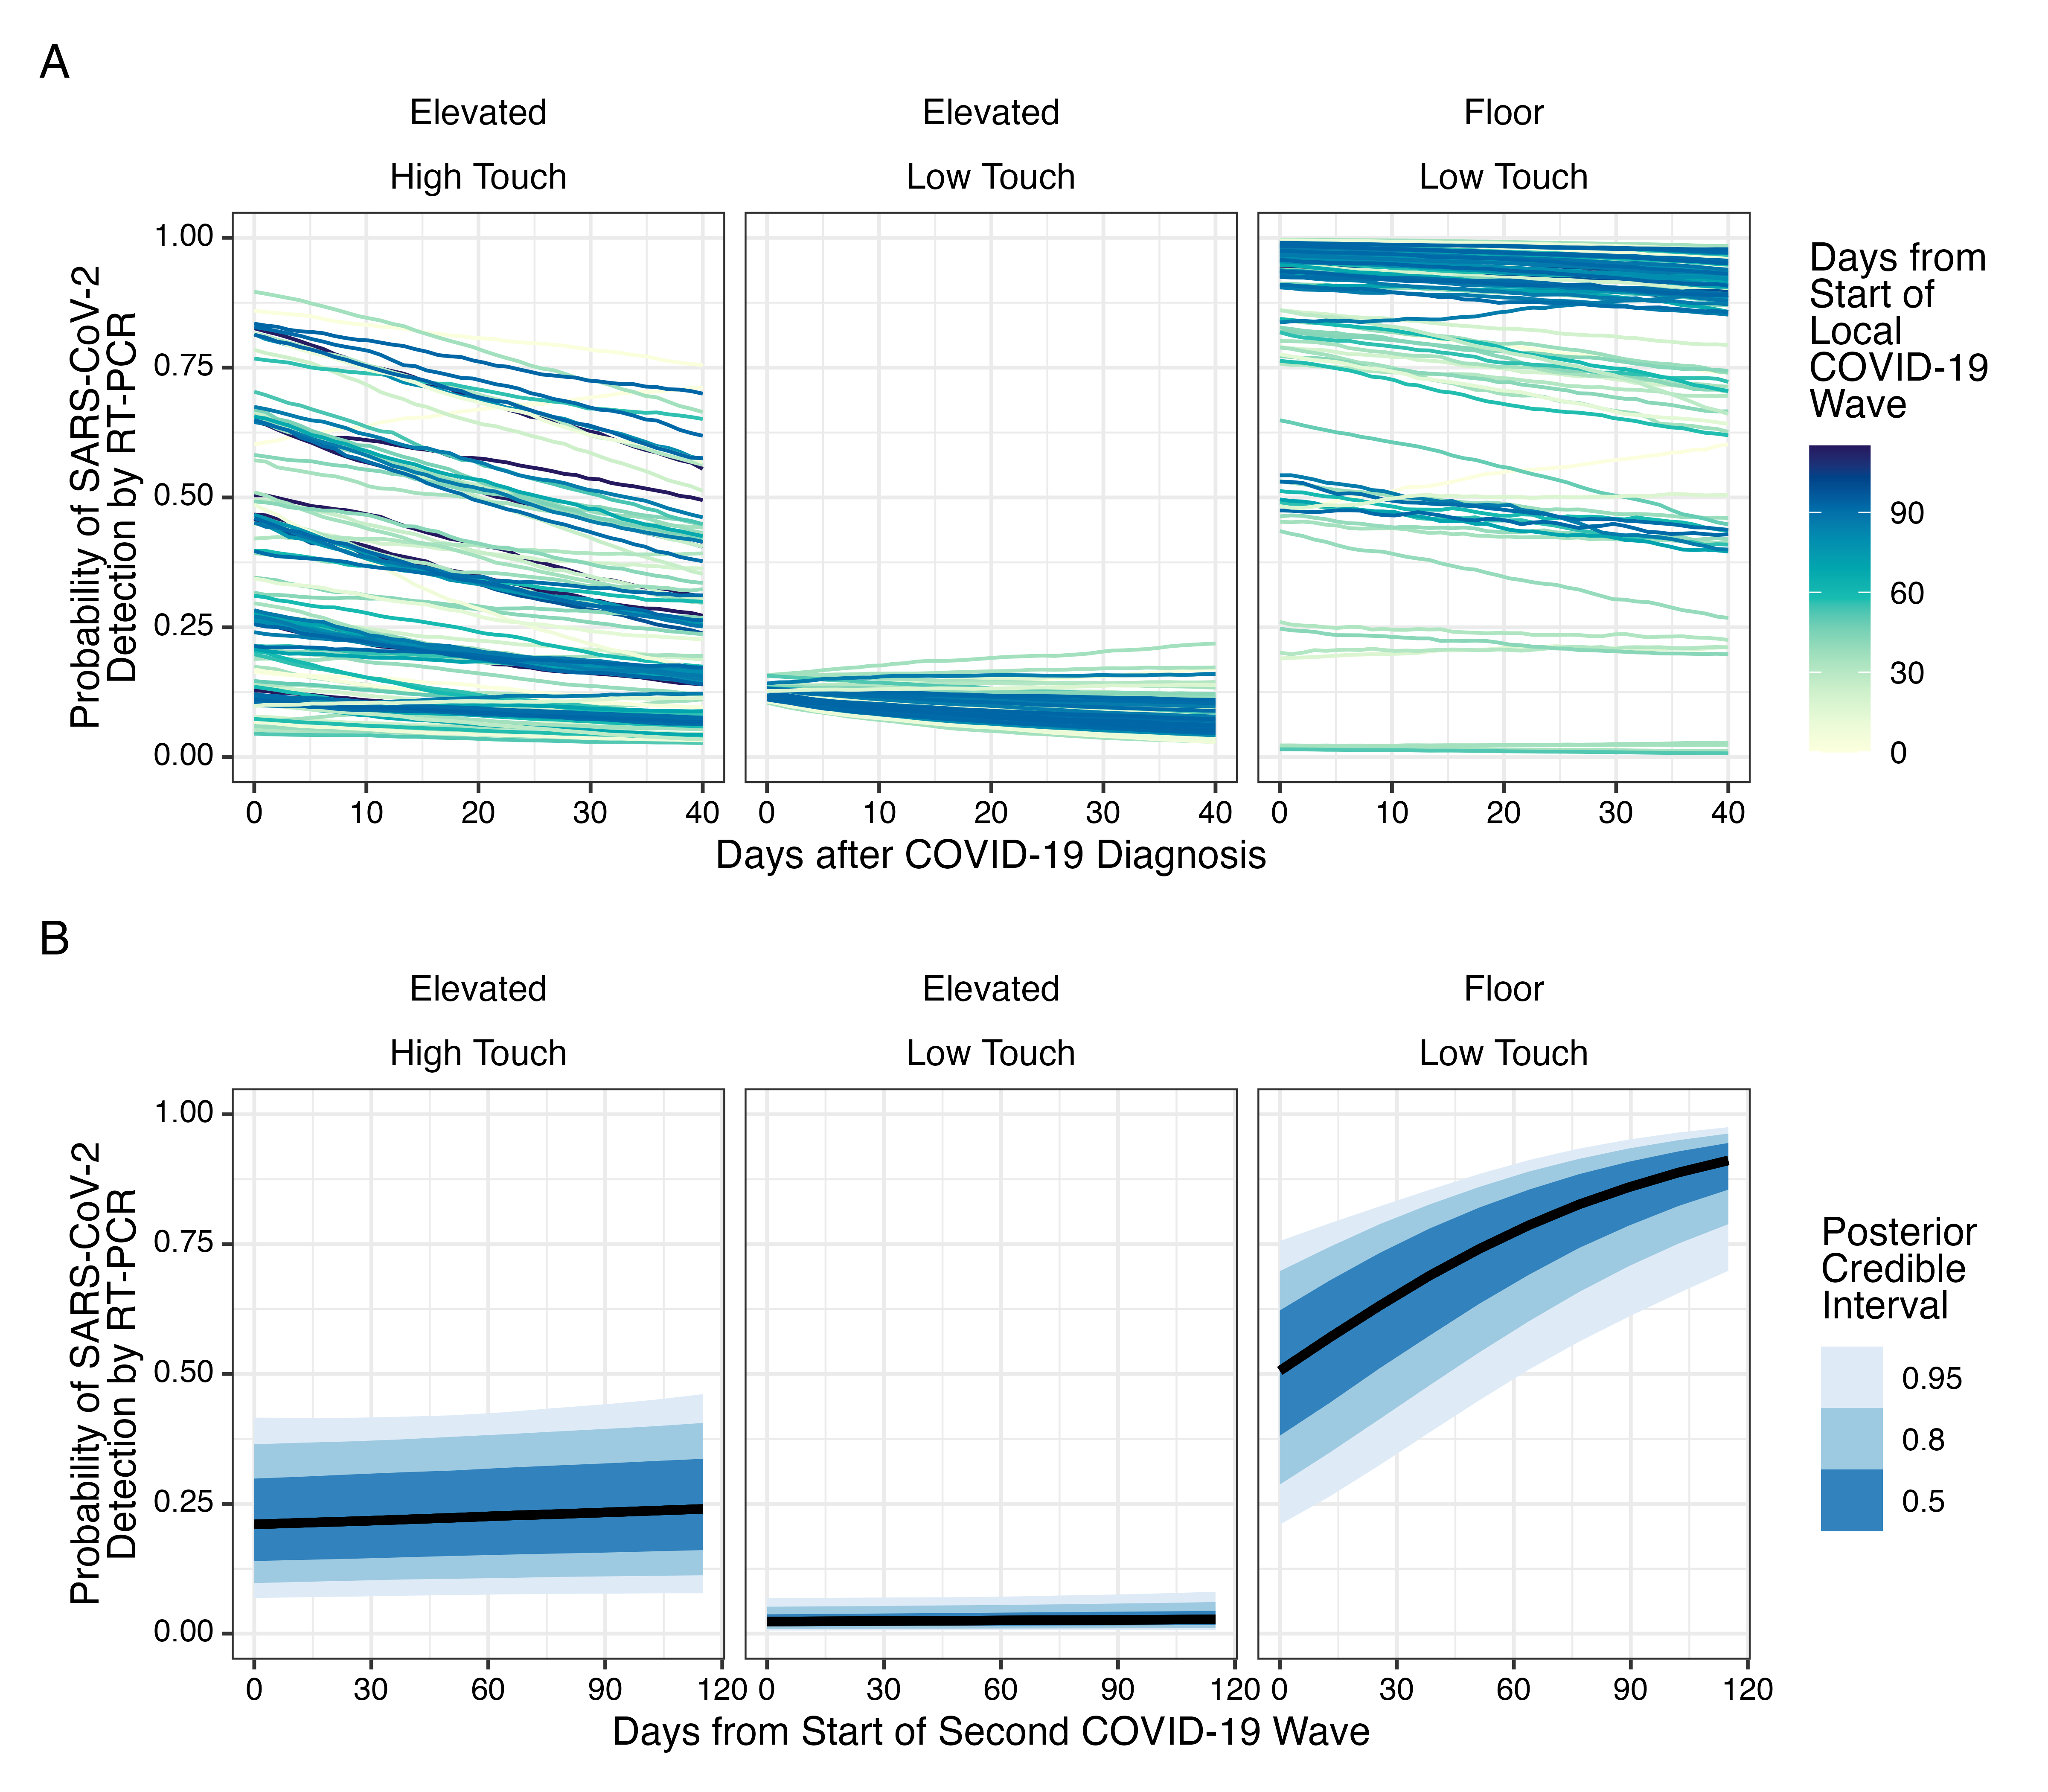 A
Elevated
High Touch
Elevated
Low Touch
Floor
Low Touch
Probability of SARS-CoV-2
Detection by RT-PCR
1.00
0.75
0.50
0.25
0.00
0 10 20 30 40
0 10 20 30 40
0 10 20 30 40
Days after COVID-19 Diagnosis
Days from
Start of
Local
COVID-19
Wave
90
60
30
0
B
Elevated
High Touch
Elevated
Low Touch
Floor
Low Touch
Probability of SARS-CoV-2
Detection by RT-PCR
1.00
0.75
0.50
0.25
0.00
0 30 60 90 120
0 30 60 90 120
0 30 60 90 120
Days from Start of Second COVID-19 Wave
Posterior
Credible
Interval
0.95
0.8
0.5